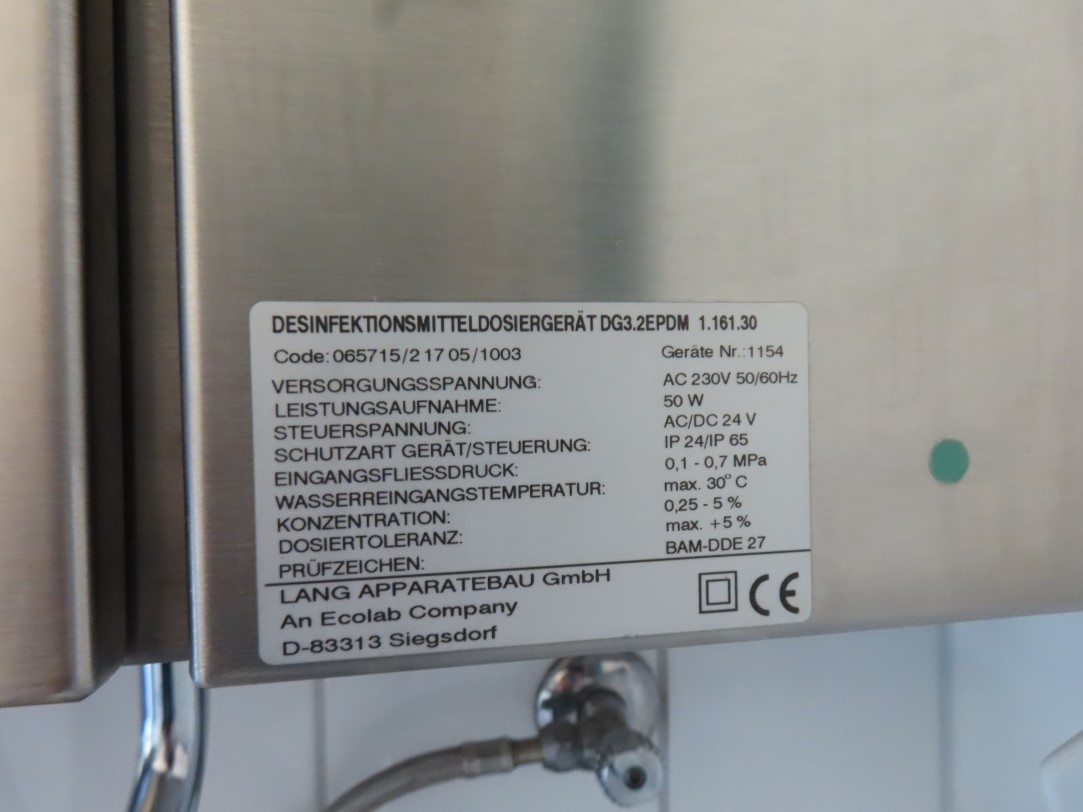 DESINFEKTIONSMITTELDOSIERGERÄT DG3.2EPDM 1.161.30
Code: 065715/2 17 05/1003 Geräte Nr.:1154
VERSORGUNGSSPANNUNG: AC 230V 50/60Hz
LEISTUNGSAUFNAHME: 50 W
STEUERSPANNUNG: AC/DC 24 V
SCHUTZART GERÄT/STEUERUNG: IP 24/IP 65
EINGANGSFLIESSDRUCK: 0,1 - 0,7 MPa
WASSERREINGANGSTEMPERATUR: max. 30° C
KONZENTRATION: 0,25 - 5 %
DOSIERTOLERANZ: max. +5 %
PRÜFZEICHEN: BAM-DDE 27
LANG APPARATEBAU GmbH
An Ecolab Company
D-83313 Siegsdorf
CE